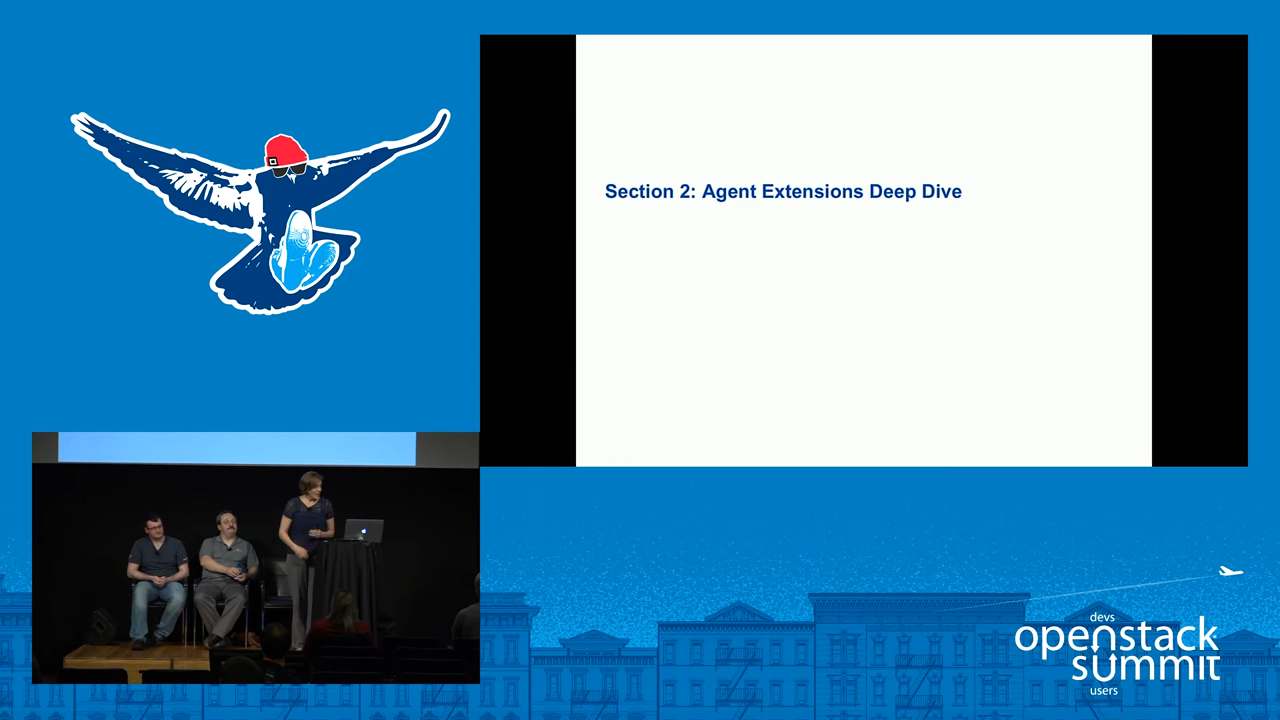 Section 2: Agent Extensions Deep Dive
devs
openstack
summit
users